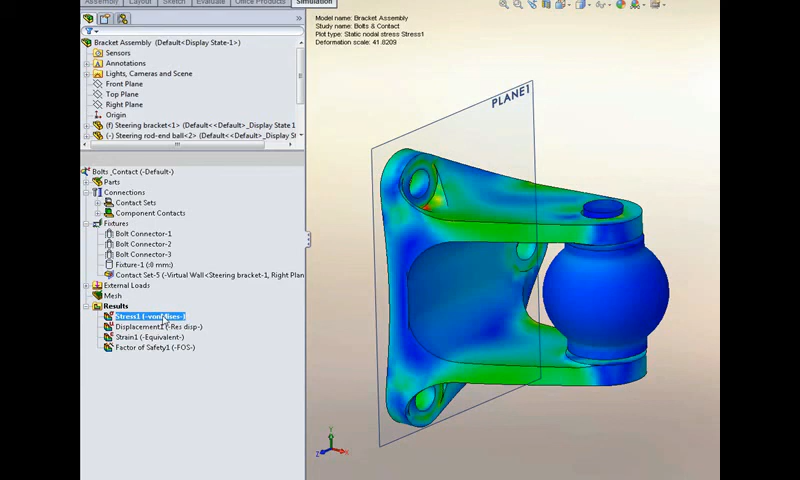 Assembly Layout Sketch Evaluate Office Products Simulation
Bracket Assembly (Default<Display State-1>)
Sensors
Annotations
Lights, Cameras and Scene
Front Plane
Top Plane
Right Plane
Origin
(f) Steering bracket<1> (Default<<Default>_Display State 1
(-) Steering rod-end ball<2> (Default<<Default>_Display St
Bolts _Contact (-Default-)
Parts
Connections
Contact Sets
Component Contacts
Fixtures
Bolt Connector-1
Bolt Connector-2
Bolt Connector-3
Fixture-1 (:0 mm:)
Contact Set-5 (-Virtual Wall <Steering bracket-1, Right Plan
External Loads
Mesh
Results
Stress1 (-vonMises-)
Displacement1 (-Res disp-)
Strain1 (-Equivalent-)
Factor of Safety1 (-FOS-)
Model name: Bracket Assembly
Study name: Bolts & Contact
Plot type: Static nodal stress Stress1
Deformation scale: 41.8209
PLANE1
Y
Z
X